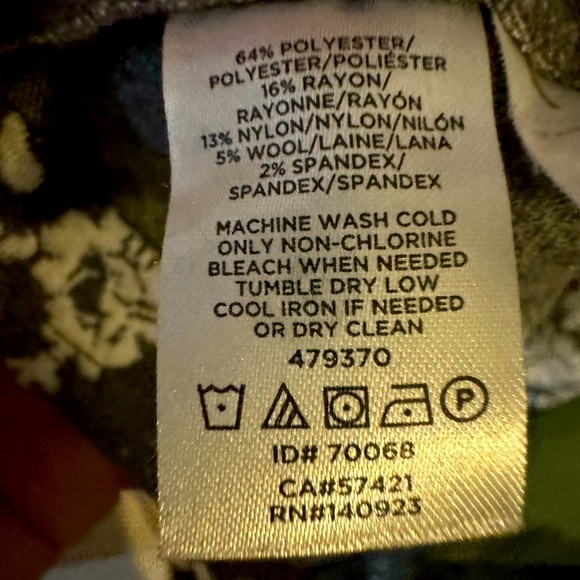 64% POLYESTER/
POLYESTER/POLIÉSTER
16% RAYON/
RAYONNE/RAYÓN
13% NYLON/NYLON/NILÓN
5% WOOL/LAINE/LANA
2% SPANDEX/
SPANDEX/SPANDEX
MACHINE WASH COLD
ONLY NON-CHLORINE
BLEACH WHEN NEEDED
TUMBLE DRY LOW
COOL IRON IF NEEDED
OR DRY CLEAN
479370
P
ID# 70068
CA#57421
RN#140923